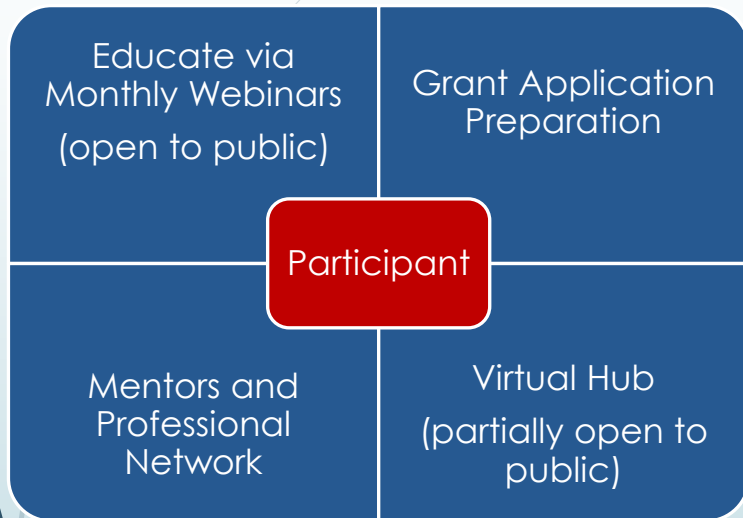 Educate via
Monthly Webinars
(open to public)
Grant Application
Preparation
Participant
Mentors and
Professional
Network
Virtual Hub
(partially open to
public)